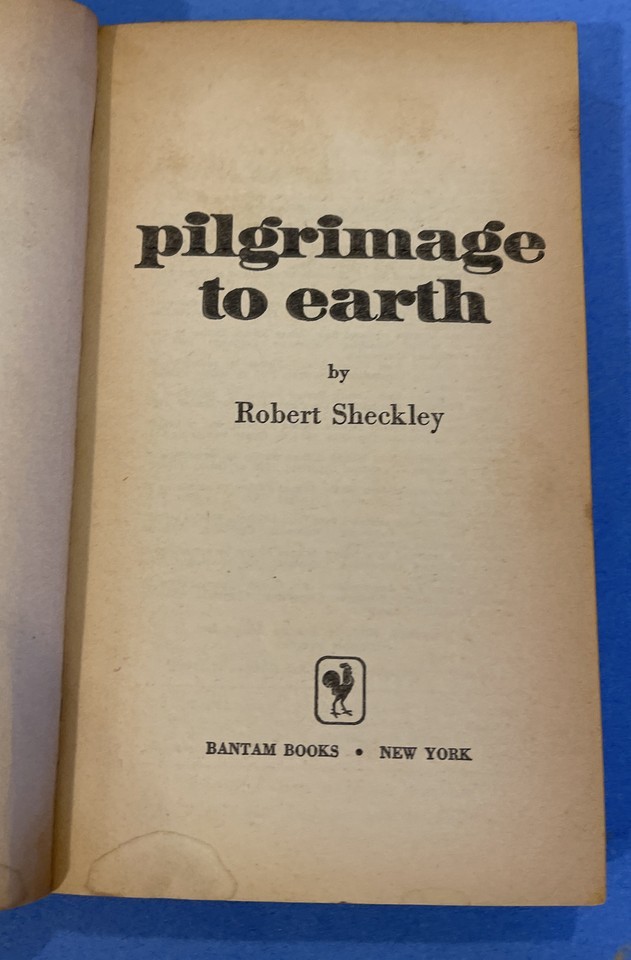 pilgrimage
to earth
by
Robert Sheckley
BANTAM BOOKS • NEW YORK